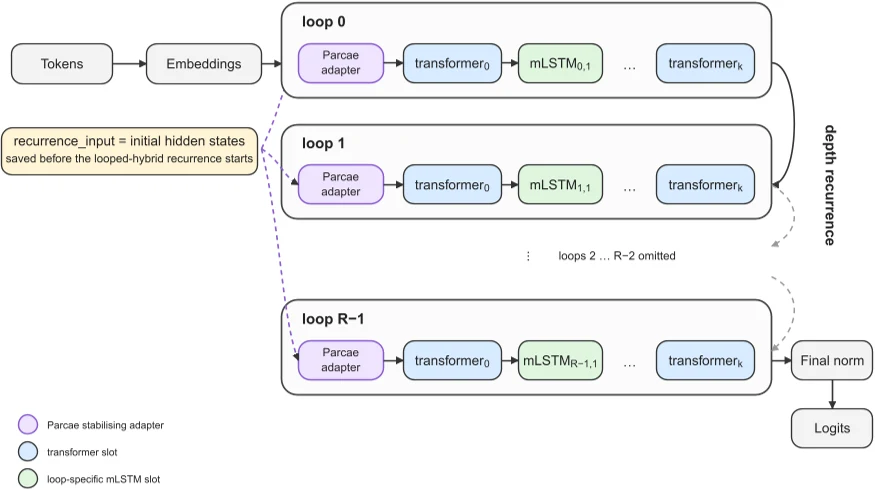 loop 0
Tokens
Embeddings
Parcae
adapter
transformer₀
mLSTM₀,₁
...
transformerₖ
recurrence_input = initial hidden states
saved before the looped-hybrid recurrence starts
loop 1
Parcae
adapter
transformer₀
mLSTM₁,₁
...
transformerₖ
depth recurrence
⋮ loops 2 … R−2 omitted
loop R−1
Parcae
adapter
transformer₀
mLSTMR−1,1
...
transformerₖ
Final norm
Logits
Parcae stabilising adapter
transformer slot
loop-specific mLSTM slot